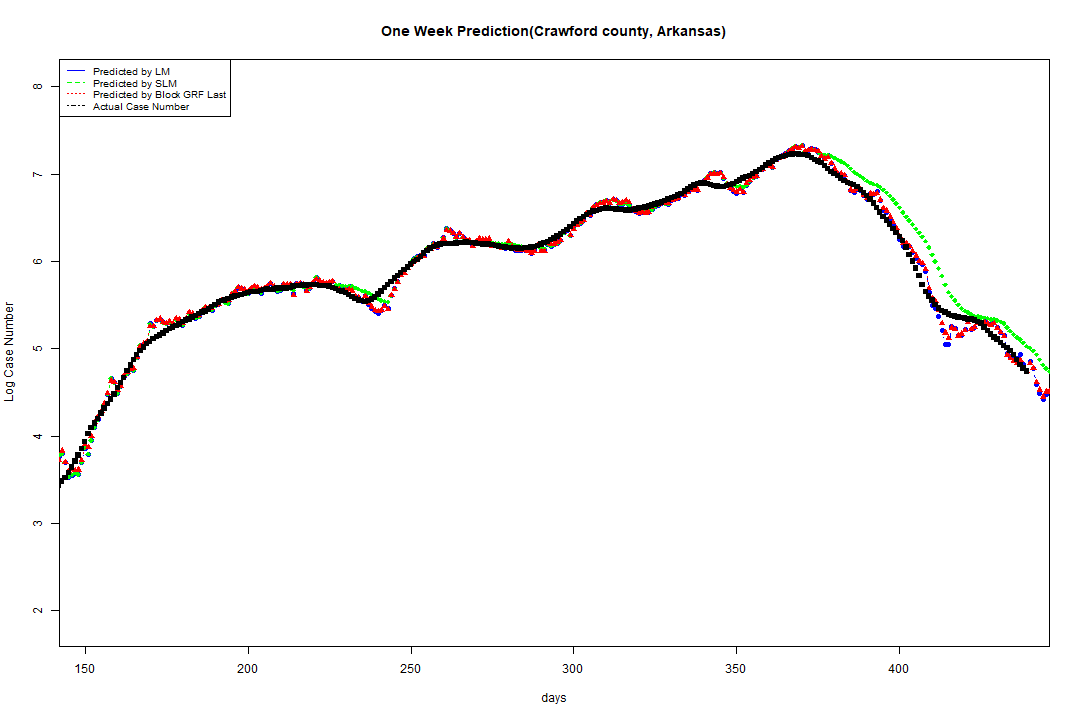 One Week Prediction(Crawford county, Arkansas)
Predicted by LM
Predicted by SLM
Predicted by Block GRF Last
Actual Case Number
8
7
6
5
4
3
2
Log Case Number
150 200 250 300 350 400
days